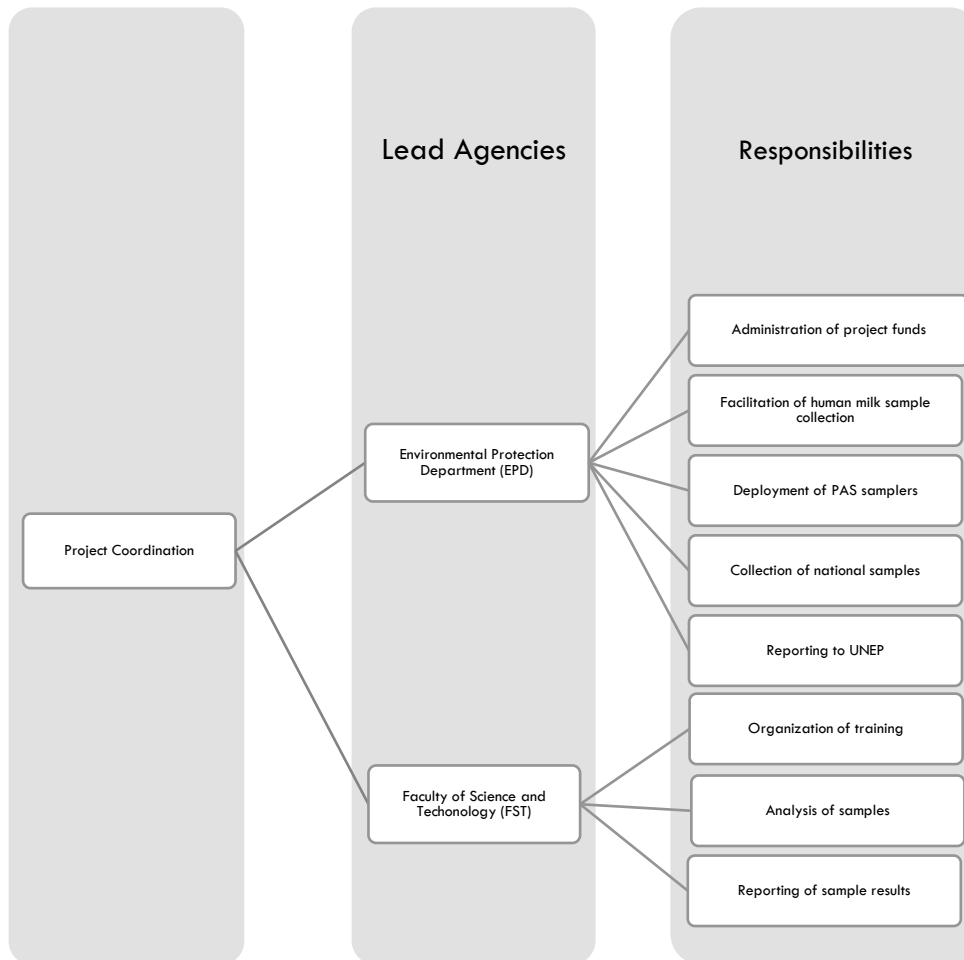 Lead Agencies
Responsibilities
Project Coordination
Environmental Protection
Department (EPD)
Faculty of Science and
Techonology (FST)
Administration of project funds
Facilitation of human milk sample
collection
Deployment of PAS samplers
Collection of national samples
Reporting to UNEP
Organization of training
Analysis of samples
Reporting of sample results